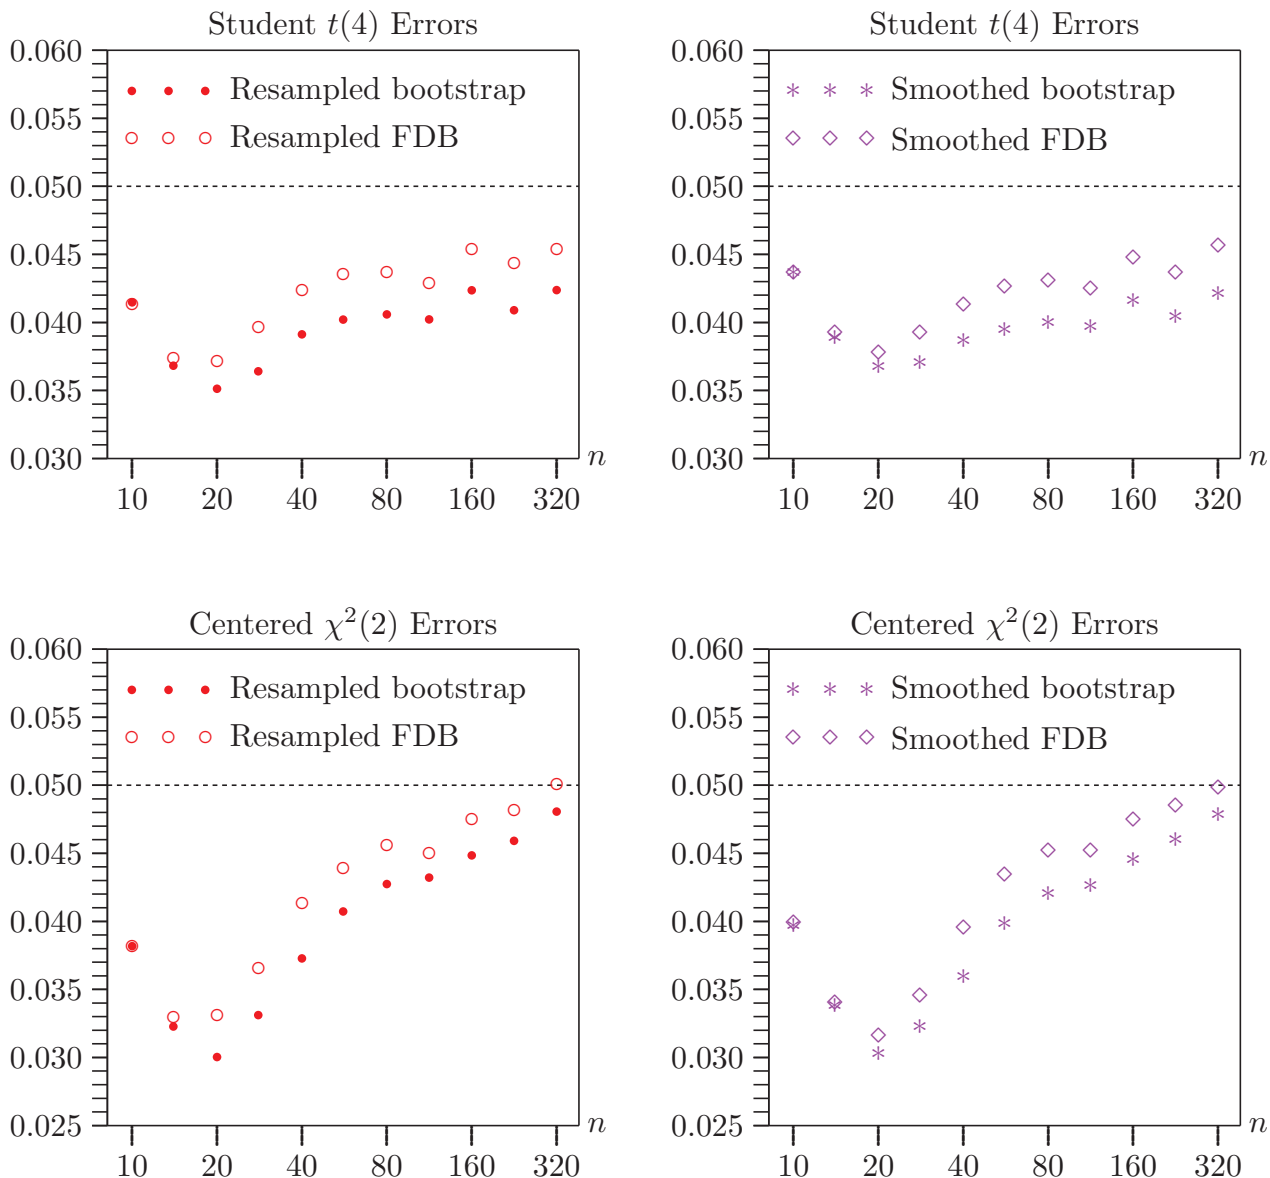 Student t(4) Errors
0.060
0.055
0.050
0.045
0.040
0.035
0.030
Resampled bootstrap
Resampled FDB
10 20 40 80 160 320
n
Student t(4) Errors
0.060
0.055
0.050
0.045
0.040
0.035
0.030
Smoothed bootstrap
Smoothed FDB
10 20 40 80 160 320
n
Centered χ²(2) Errors
0.060
0.055
0.050
0.045
0.040
0.035
0.030
0.025
Resampled bootstrap
Resampled FDB
10 20 40 80 160 320
n
Centered χ²(2) Errors
0.060
0.055
0.050
0.045
0.040
0.035
0.030
0.025
Smoothed bootstrap
Smoothed FDB
10 20 40 80 160 320
n